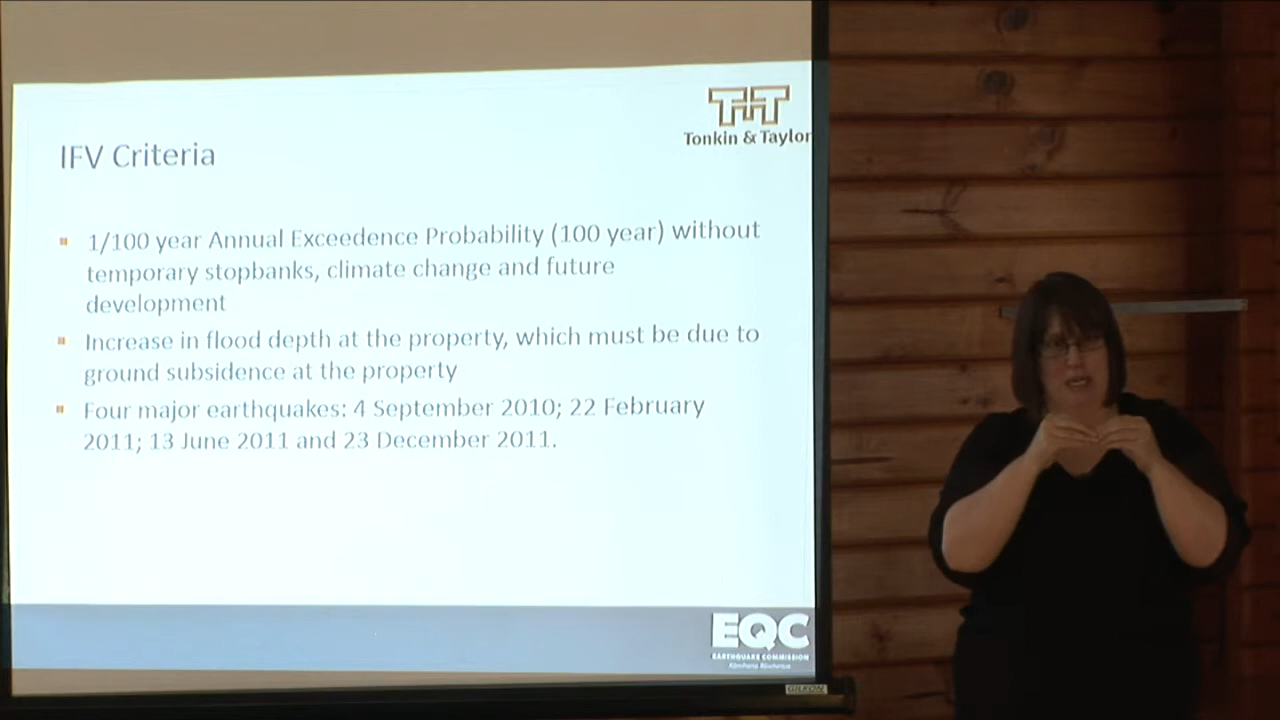 Tonkin & Taylor
IFV Criteria
1/100 year Annual Exceedence Probability (100 year) without
temporary stopbanks, climate change and future
development
Increase in flood depth at the property, which must be due to
ground subsidence at the property
Four major earthquakes: 4 September 2010; 22 February
2011; 13 June 2011 and 23 December 2011.
EQC
EARTHQUAKE COMMISSION